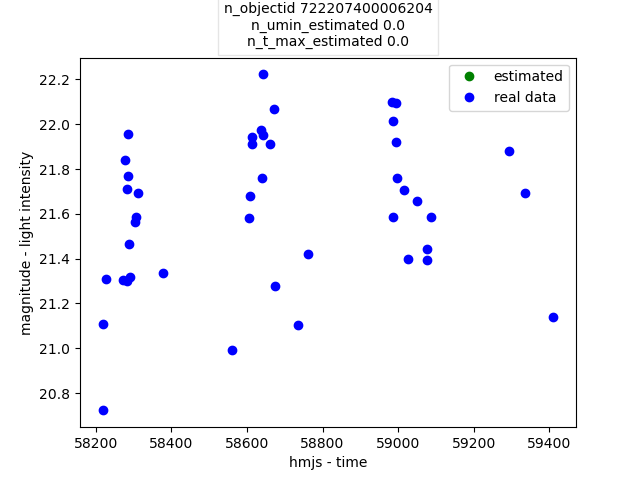 n_objectid 722207400006204
n_umin_estimated 0.0
n_t_max_estimated 0.0
estimated
real data
22.2
22.0
21.8
21.6
21.4
21.2
21.0
20.8
magnitude - light intensity
58200 58400 58600 58800 59000 59200 59400
hmjs - time